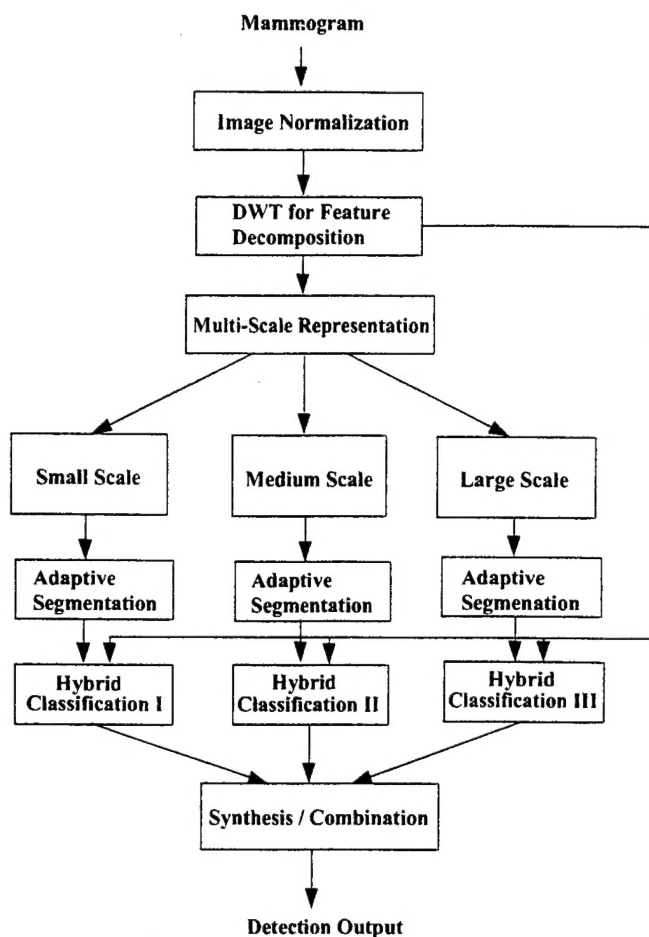 Mammogram
Image Normalization
DWT for Feature
Decomposition
Multi-Scale Representation
Small Scale
Medium Scale
Large Scale
Adaptive
Segmentation
Adaptive
Segmentation
Adaptive
Segmenation
Hybrid
Classification I
Hybrid
Classification II
Hybrid
Classification III
Synthesis / Combination
Detection Output